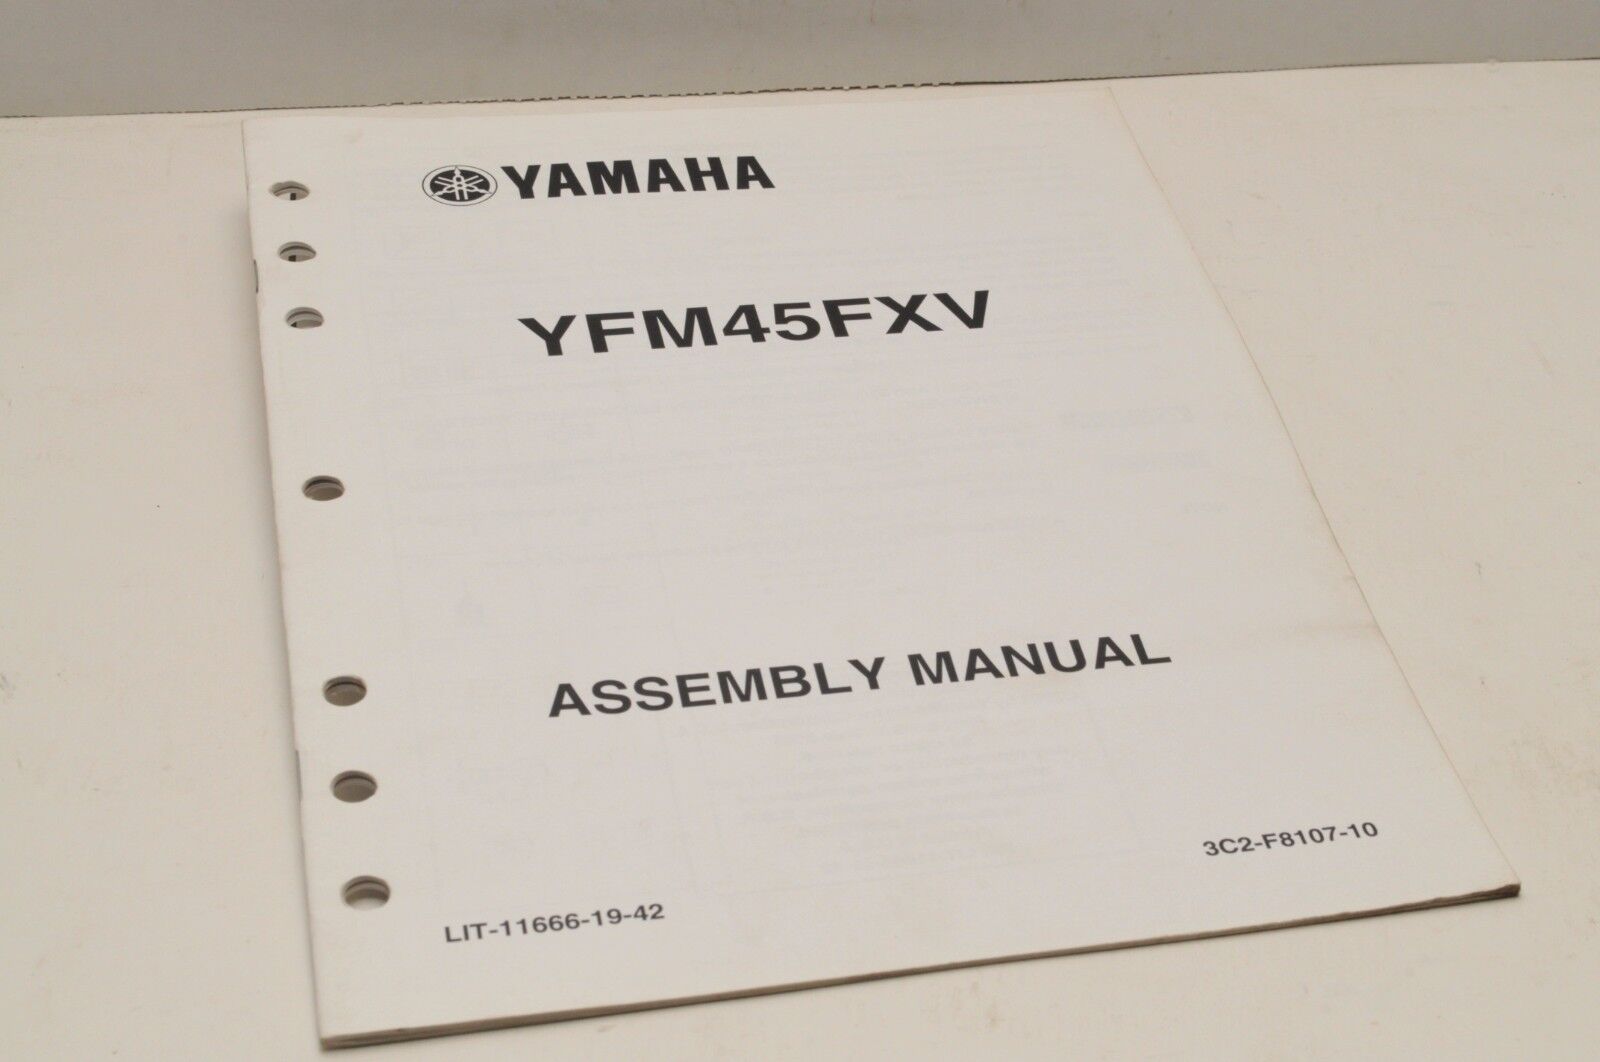 YAMAHA
YFM45FXV
ASSEMBLY MANUAL
LIT-11666-19-42
3C2-F8107-10